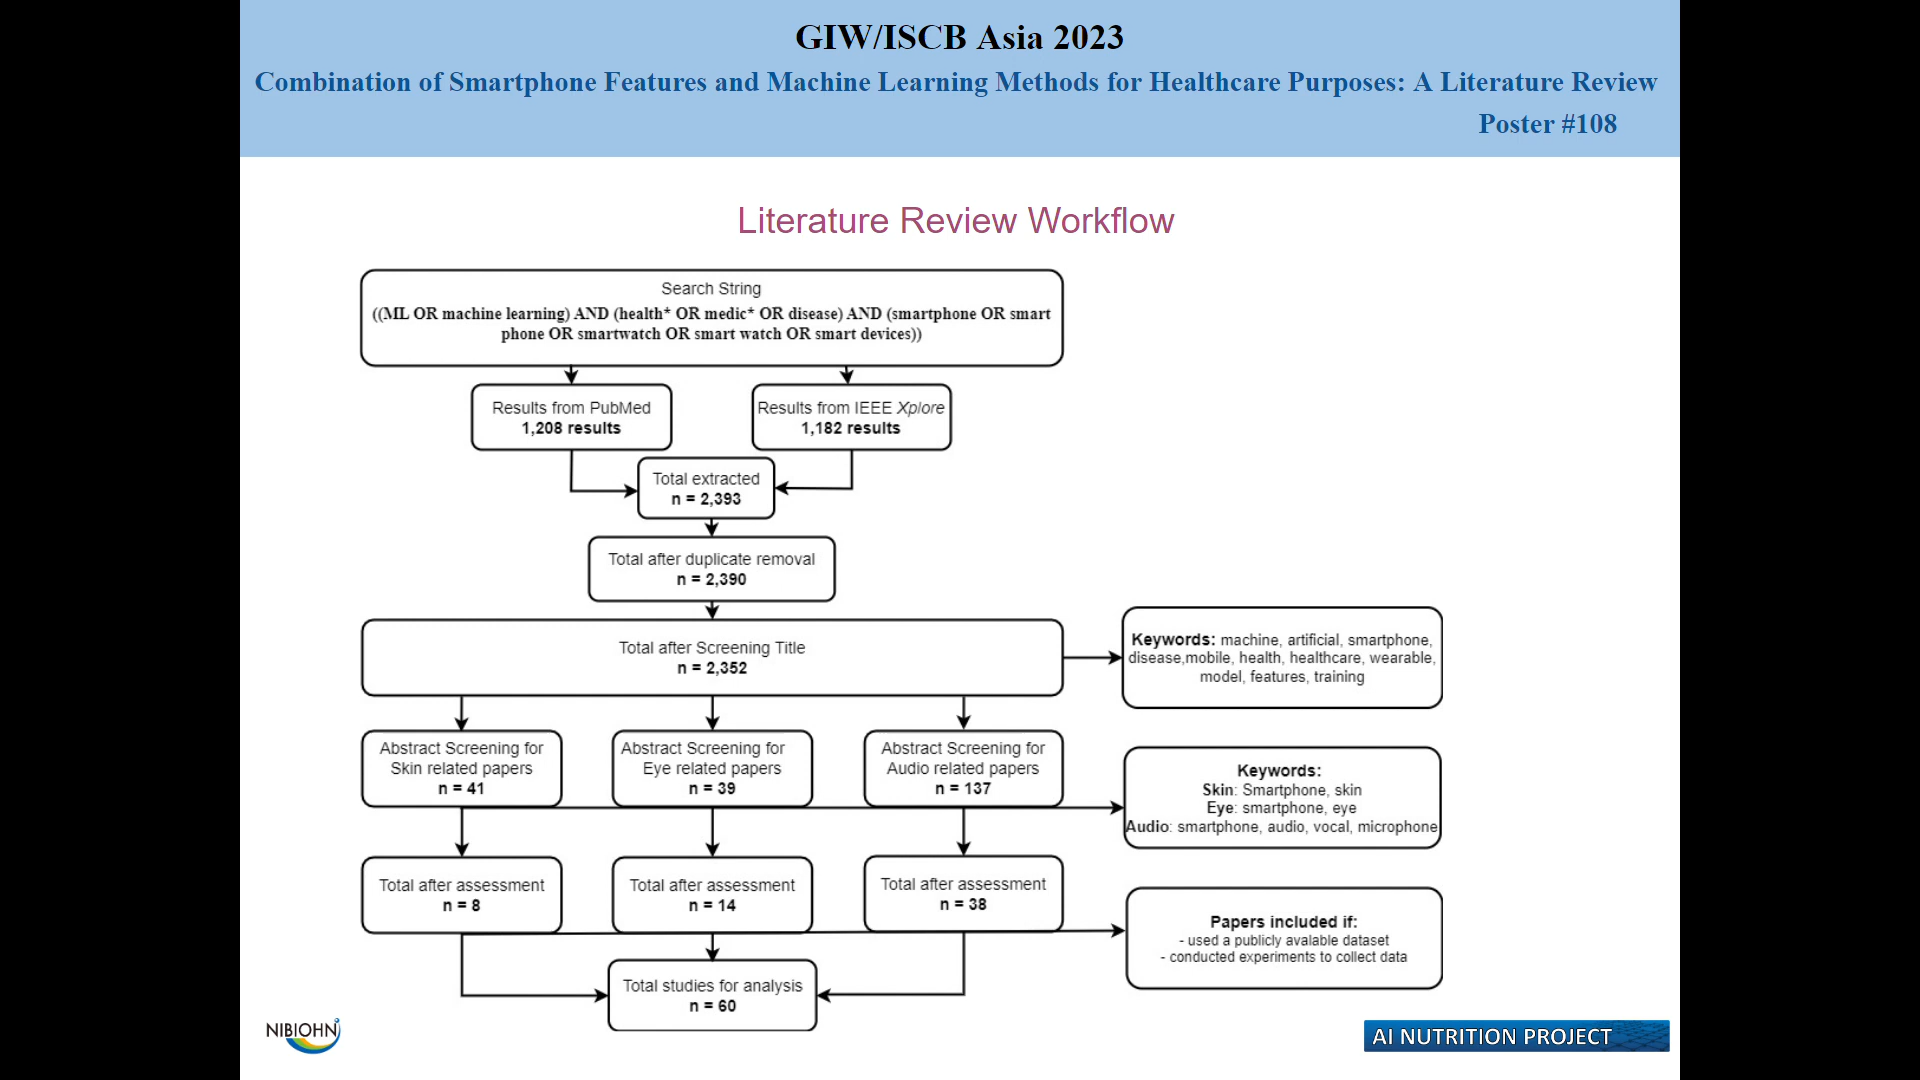 GIW/ISCB Asia 2023
Combination of Smartphone Features and Machine Learning Methods for Healthcare Purposes: A Literature Review
Poster #108
Literature Review Workflow
Search String
((ML OR machine learning) AND (health* OR medic* OR disease) AND (smartphone OR smart
phone OR smartwatch OR smart watch OR smart devices))
Results from PubMed
1,208 results
Results from IEEE Xplore
1,182 results
Total extracted
n = 2,393
Total after duplicate removal
n = 2,390
Total after Screening Title
n = 2,352
Keywords: machine, artificial, smartphone,
disease,mobile, health, healthcare, wearable,
model, features, training
Abstract Screening for
Skin related papers
n = 41
Abstract Screening for
Eye related papers
n = 39
Abstract Screening for
Audio related papers
n = 137
Keywords:
Skin: Smartphone, skin
Eye: smartphone, eye
Audio: smartphone, audio, vocal, microphone
Total after assessment
n = 8
Total after assessment
n = 14
Total after assessment
n = 38
Papers included if:
- used a publicly avalable dataset
- conducted experiments to collect data
Total studies for analysis
n = 60
NIBIOHN
AI NUTRITION PROJECT